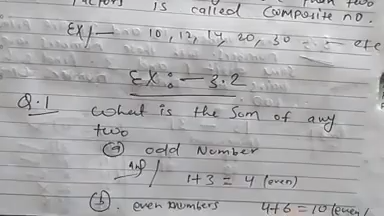 factors is called Composite no.
EX/— 10, 12, 14, 20, 30 etc
EX:— 3.2
Q.1 What is the Sum of any
two
(a) odd Number
Ans/ 1+3 = 4 (even)
(b). even numbers 4+6 = 10 (even/